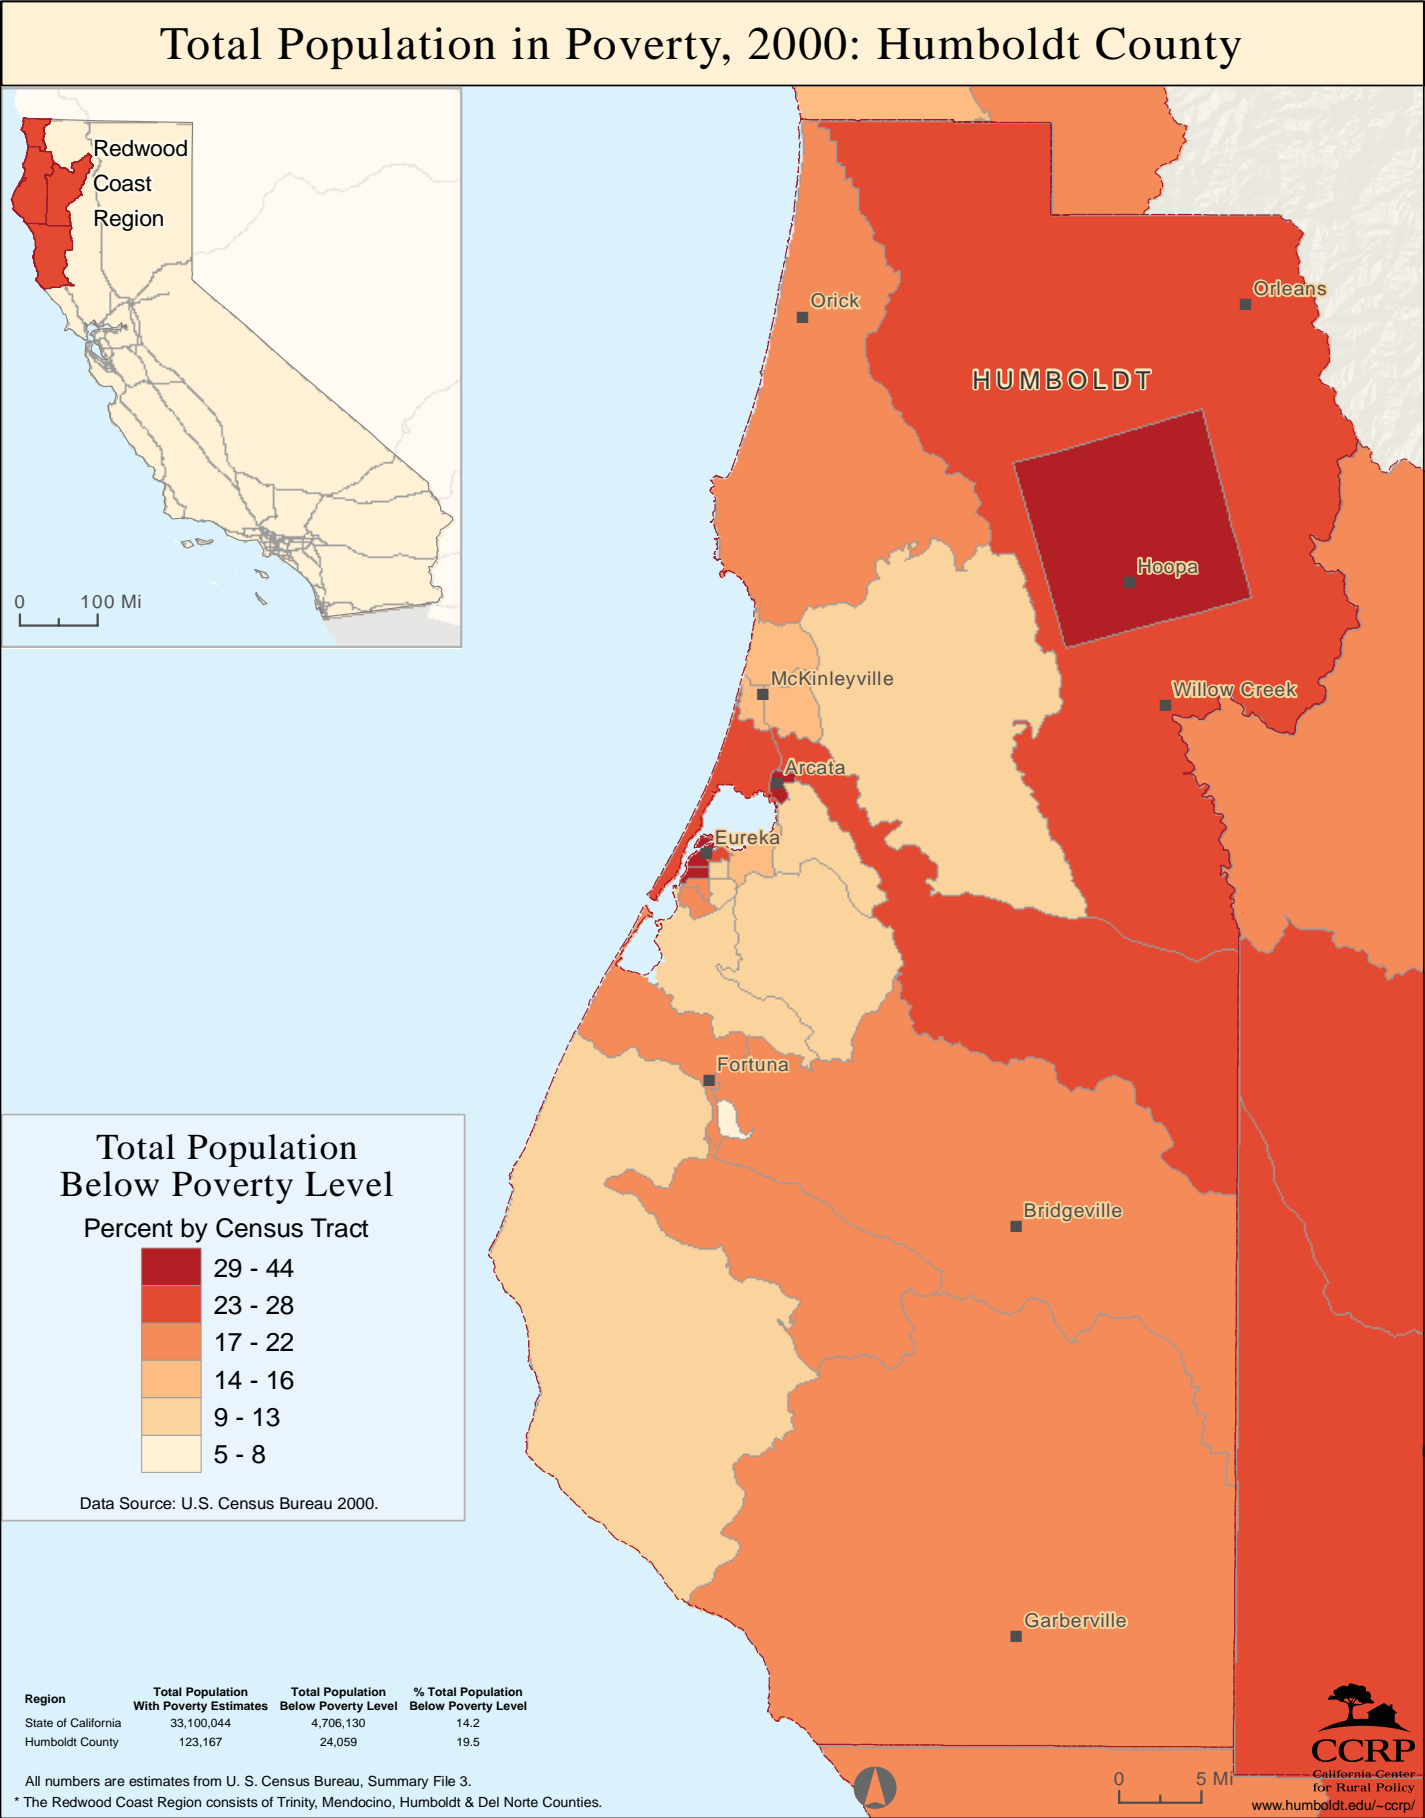 Total Population in Poverty, 2000: Humboldt County
Redwood
Coast
Region
0 100 Mi
Orick
Orleans
HUMBOLDT
Hoopa
McKinleyville
Willow Creek
Arcata
Eureka
Fortuna
Bridgeville
Garberville
Total Population
Below Poverty Level
Percent by Census Tract
29 - 44
23 - 28
17 - 22
14 - 16
9 - 13
5 - 8
Data Source: U.S. Census Bureau 2000.
Region Total Population With Poverty Estimates Total Population Below Poverty Level % Total Population Below Poverty Level
State of California 33,100,044 4,706,130 14.2
Humboldt County 123,167 24,059 19.5
All numbers are estimates from U. S. Census Bureau, Summary File 3.
* The Redwood Coast Region consists of Trinity, Mendocino, Humboldt & Del Norte Counties.
0 5 Mi
CCRP
California Center
for Rural Policy
www.humboldt.edu/~ccrp/